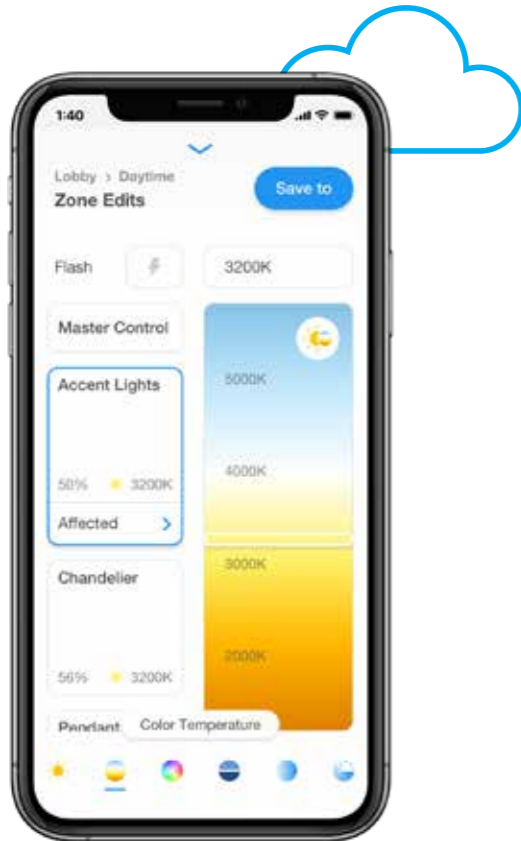 1:40
Lobby > Daytime
Zone Edits
Save to
Flash
3200K
Master Control
5000K
Accent Lights
4000K
50% 3200K
Affected >
3000K
Chandelier
2000K
56% 3200K
Pendant
Color Temperature